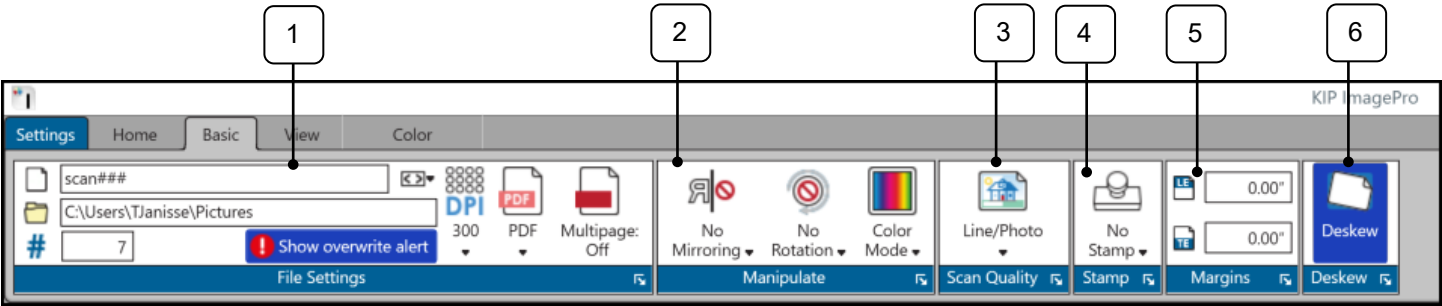 1 2 3 4 5 6
KIP ImagePro
Settings Home Basic View Color
scan###
C:\Users\TJanisse\Pictures
# 7 Show overwrite alert
DPI
300
PDF
PDF
Multipage:
Off
File Settings
No
Mirroring
No
Rotation
Color
Mode
Manipulate
Line/Photo
Scan Quality
No
Stamp
Stamp
LE 0.00"
TE 0.00"
Margins
Deskew
Deskew